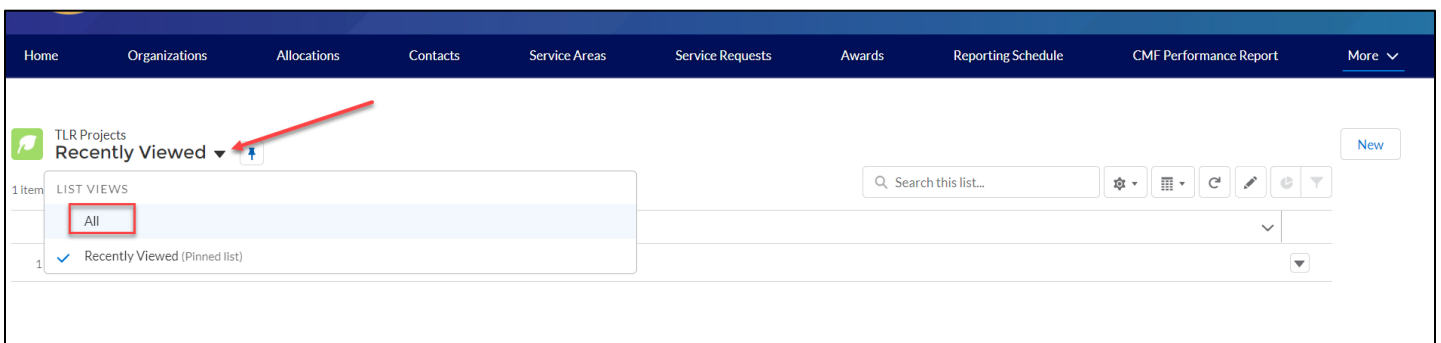 Home Organizations Allocations Contacts Service Areas Service Requests Awards Reporting Schedule CMF Performance Report More
TLR Projects
Recently Viewed
New
1 item
Search this list...
LIST VIEWS
All
Recently Viewed (Pinned list)
1